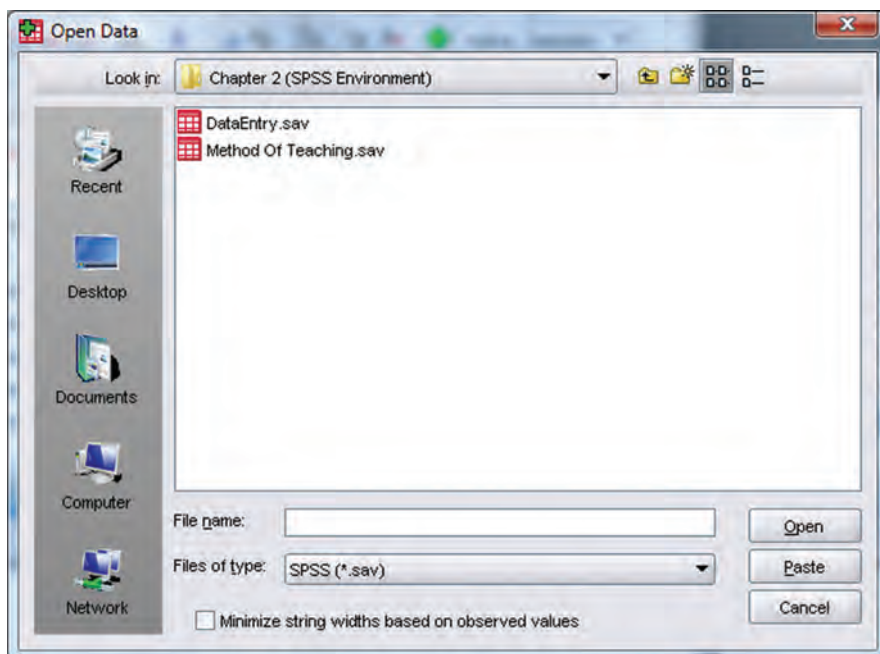 Open Data
Look in:
Chapter 2 (SPSS Environment)
DataEntry.sav
Method Of Teaching.sav
Recent
Desktop
Documents
Computer
Network
File name:
Open
Files of type:
SPSS (*.sav)
Paste
Minimize string widths based on observed values
Cancel